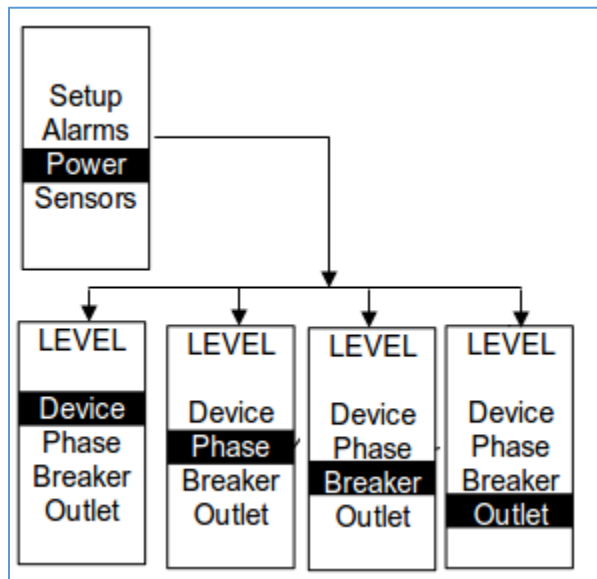 Setup
Alarms
Power
Sensors
LEVEL
Device
Phase
Breaker
Outlet
LEVEL
Device
Phase
Breaker
Outlet
LEVEL
Device
Phase
Breaker
Outlet
LEVEL
Device
Phase
Breaker
Outlet